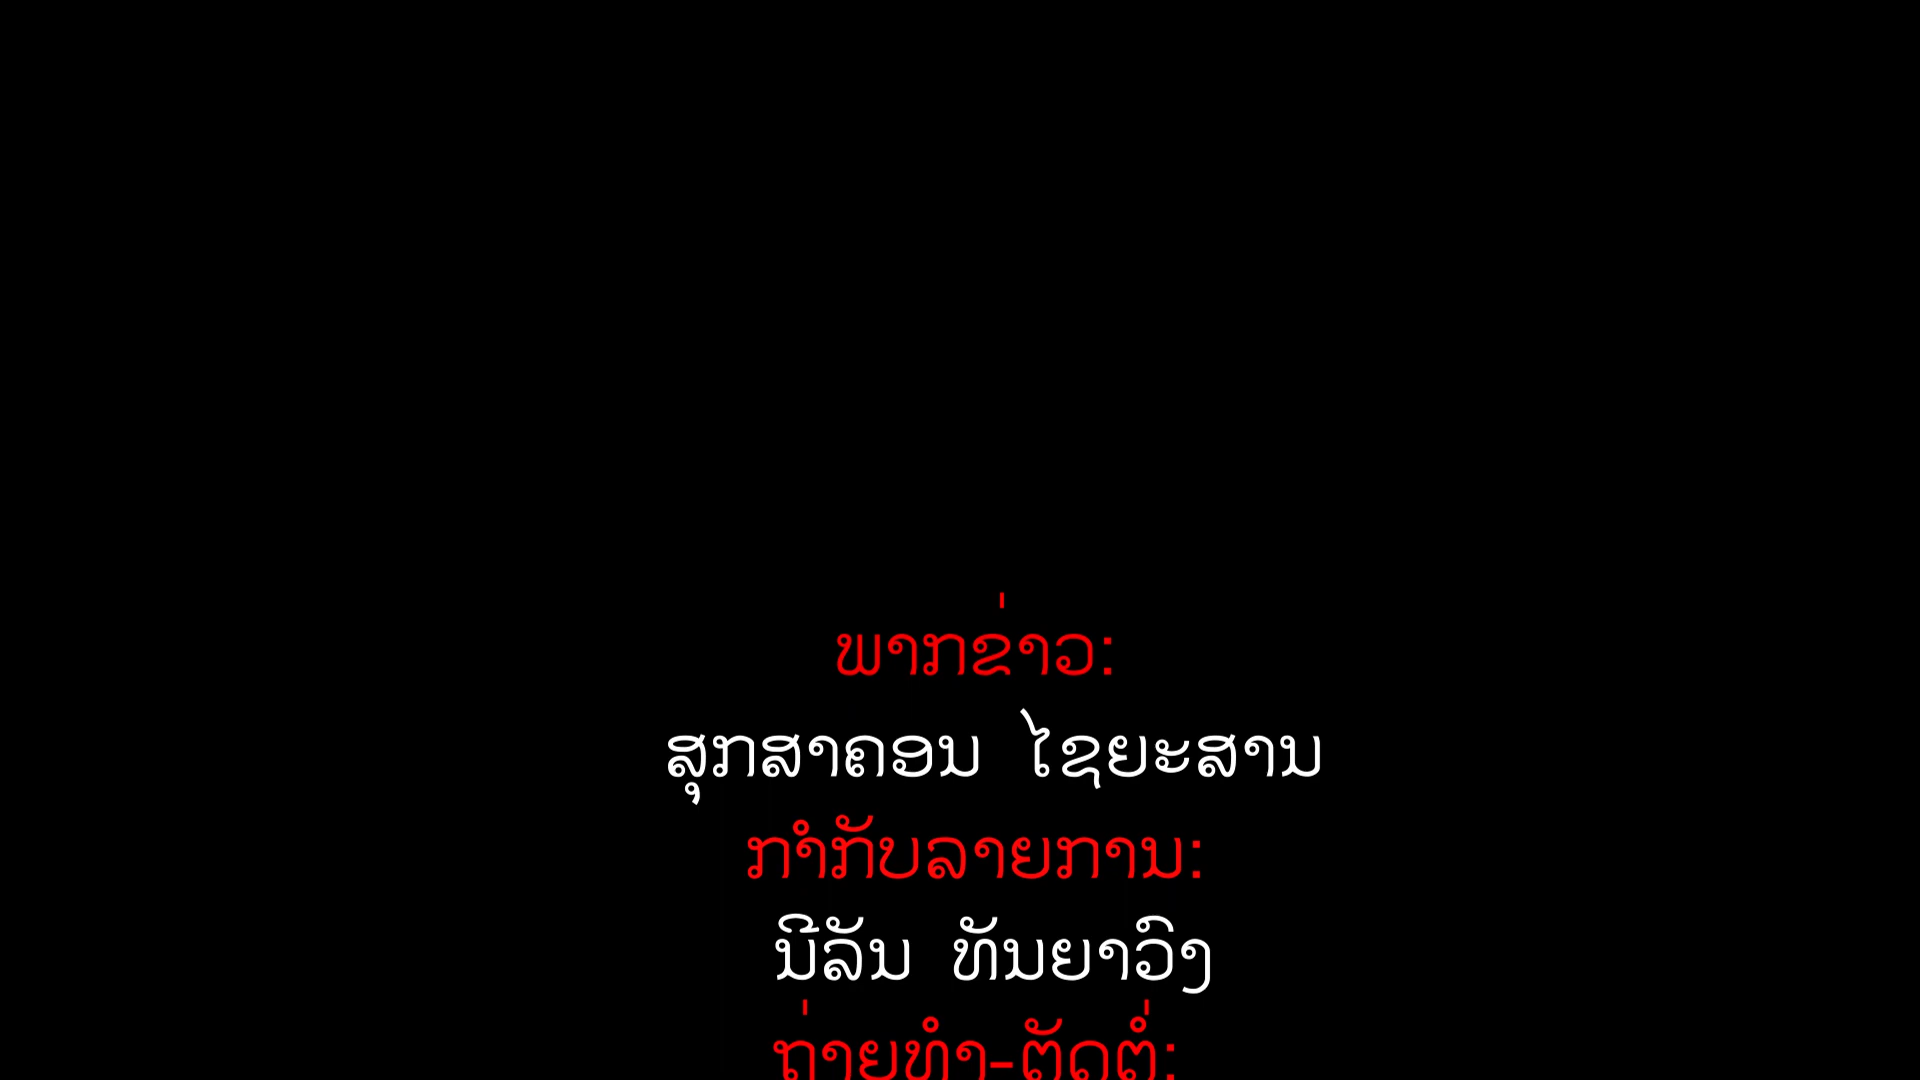 ພາກຂ່າວ:
ສຸກສາຄອນ ໄຊຍະສານ
ກຳກັບລາຍການ:
ນີລັນ ທັນຍາວົງ
ຖ່າຍທຳ-ຕັດຕໍ່: